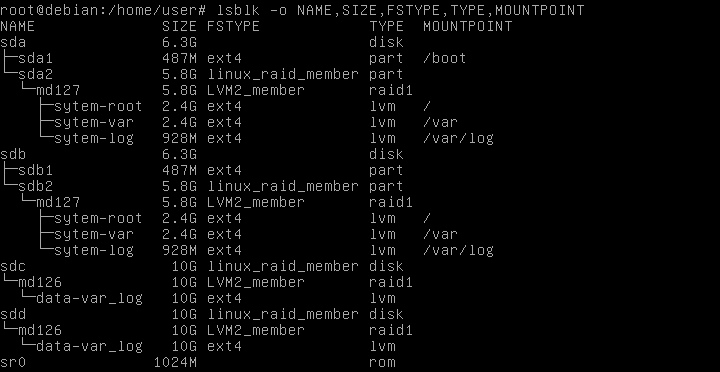 root@debian:/home/user# lsblk -o NAME,SIZE,FSTYPE,TYPE,MOUNTPOINT
NAME                SIZE FSTYPE            TYPE  MOUNTPOINT
sda                 6.3G                   disk
├─sda1              487M ext4              part  /boot
└─sda2              5.8G linux_raid_member part
  └─md127           5.8G LVM2_member       raid1
    ├─sytem-root    2.4G ext4              lvm   /
    ├─sytem-var     2.4G ext4              lvm   /var
    └─sytem-log     928M ext4              lvm   /var/log
sdb                 6.3G                   disk
├─sdb1              487M ext4              part
└─sdb2              5.8G linux_raid_member part
  └─md127           5.8G LVM2_member       raid1
    ├─sytem-root    2.4G ext4              lvm   /
    ├─sytem-var     2.4G ext4              lvm   /var
    └─sytem-log     928M ext4              lvm   /var/log
sdc                  10G linux_raid_member disk
└─md126              10G LVM2_member       raid1
  └─data-var_log     10G ext4              lvm
sdd                  10G linux_raid_member disk
└─md126              10G LVM2_member       raid1
  └─data-var_log     10G ext4              lvm
sr0                1024M                   rom